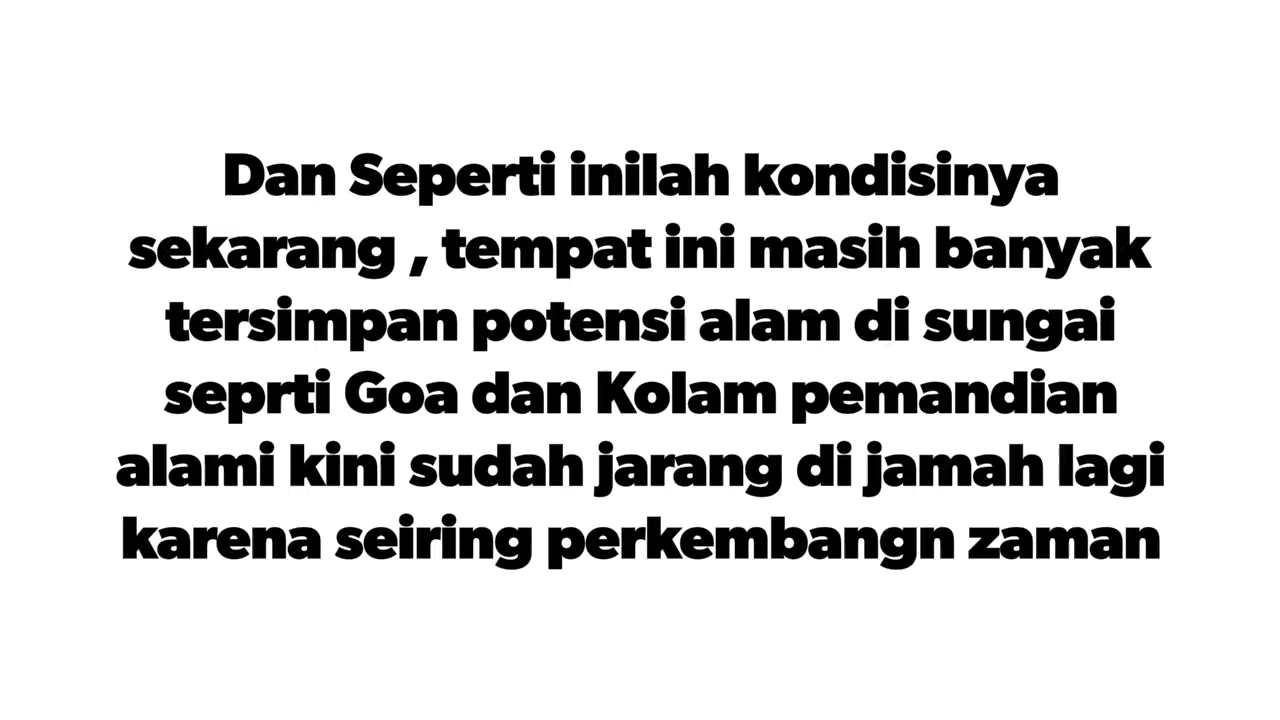 Dan Seperti inilah kondisinya
sekarang , tempat ini masih banyak
tersimpan potensi alam di sungai
seprti Goa dan Kolam pemandian
alami kini sudah jarang di jamah lagi
karena seiring perkembangn zaman